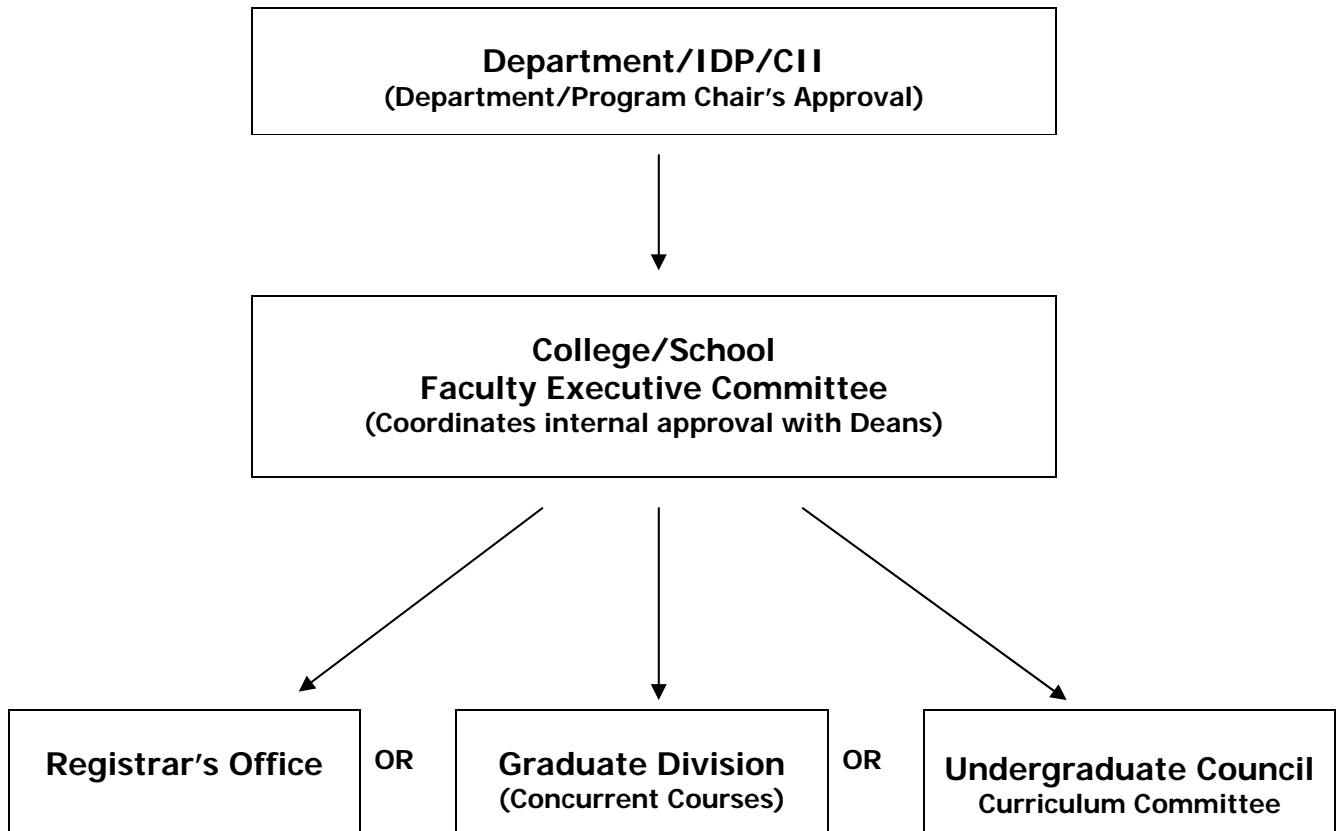 Department/IDP/CII
(Department/Program Chair's Approval)
College/School
Faculty Executive Committee
(Coordinates internal approval with Deans)
Registrar's Office
OR
Graduate Division
(Concurrent Courses)
OR
Undergraduate Council
Curriculum Committee